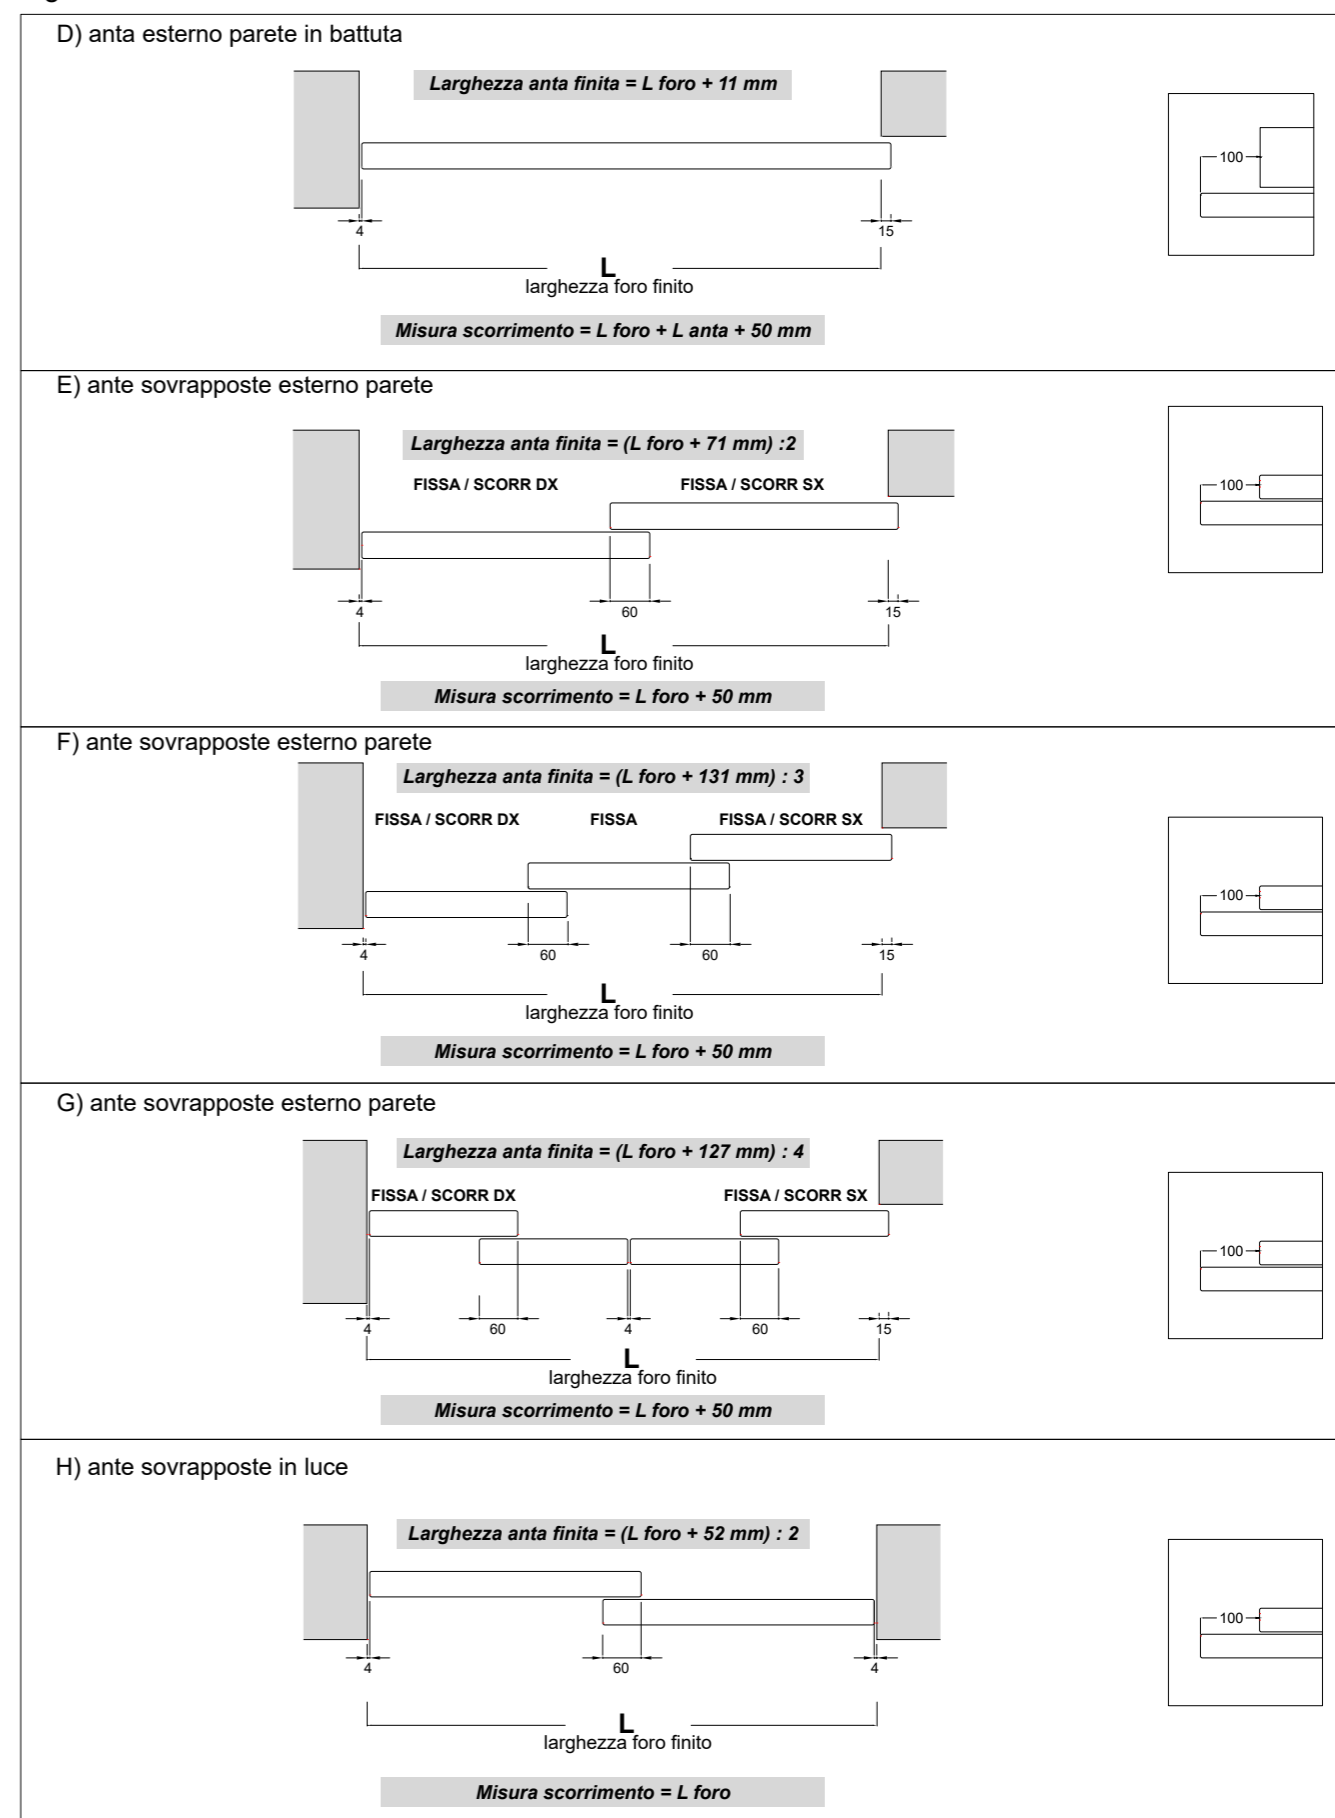 D) anta esterno parete in battuta
Larghezza anta finita = L foro + 11 mm
100
4
15
L
larghezza foro finito
Misura scorrimento = L foro + L anta + 50 mm
E) ante sovrapposte esterno parete
Larghezza anta finita = (L foro + 71 mm) :2
FISSA / SCORR DX FISSA / SCORR SX
100
4 60 15
L
larghezza foro finito
Misura scorrimento = L foro + 50 mm
F) ante sovrapposte esterno parete
Larghezza anta finita = (L foro + 131 mm) : 3
FISSA / SCORR DX FISSA FISSA / SCORR SX
100
4 60 60 15
L
larghezza foro finito
Misura scorrimento = L foro + 50 mm
G) ante sovrapposte esterno parete
Larghezza anta finita = (L foro + 127 mm) : 4
FISSA / SCORR DX FISSA / SCORR SX
100
4 60 4 60 15
L
larghezza foro finito
Misura scorrimento = L foro + 50 mm
H) ante sovrapposte in luce
Larghezza anta finita = (L foro + 52 mm) : 2
100
4 60 4
L
larghezza foro finito
Misura scorrimento = L foro